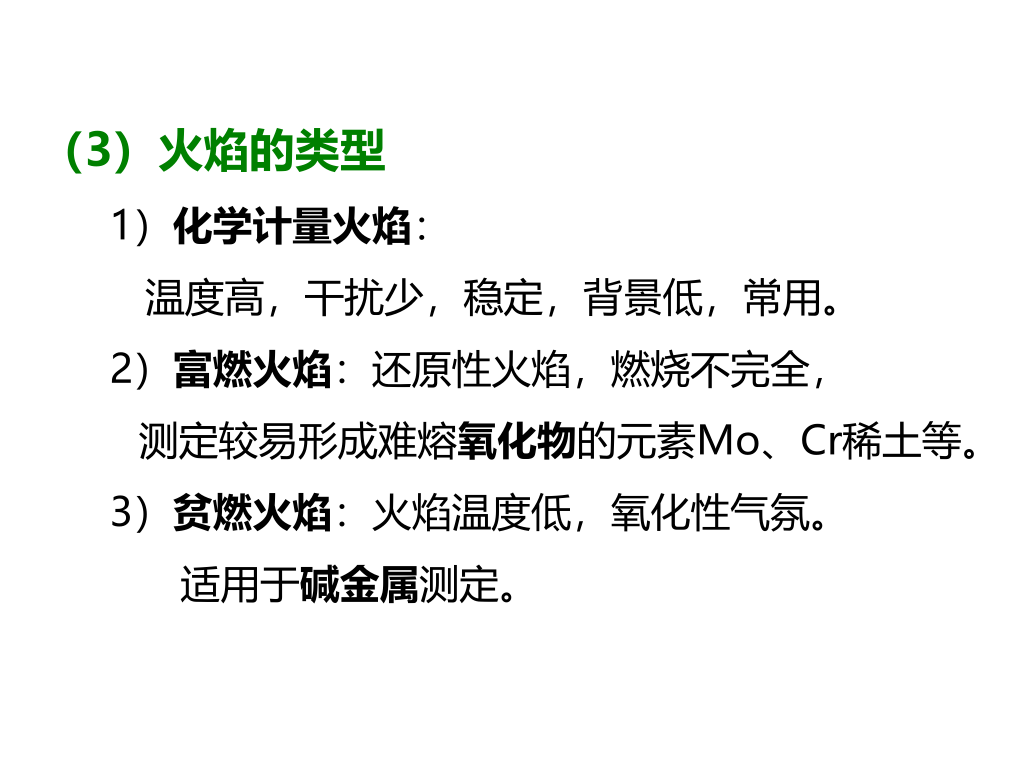 （3）火焰的类型
1）化学计量火焰：
温度高，干扰少，稳定，背景低，常用。
2）富燃火焰：还原性火焰，燃烧不完全，
测定较易形成难熔氧化物的元素Mo、Cr稀土等。
3）贫燃火焰：火焰温度低，氧化性气氛。
适用于碱金属测定。